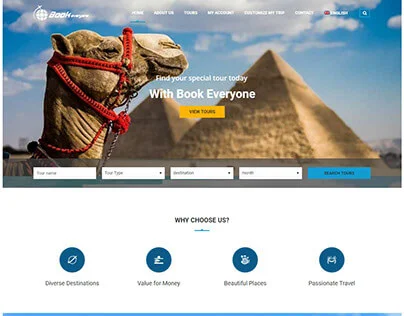 Book everyone
HOME ABOUT US TOURS MY ACCOUNT CUSTOMIZE MY TRIP CONTACT ENGLISH
Find your special tour today
With Book Everyone
VIEW TOURS
Tour name Tour Type destination month SEARCH TOURS
WHY CHOOSE US?
Diverse Destinations Value for Money Beautiful Places Passionate Travel